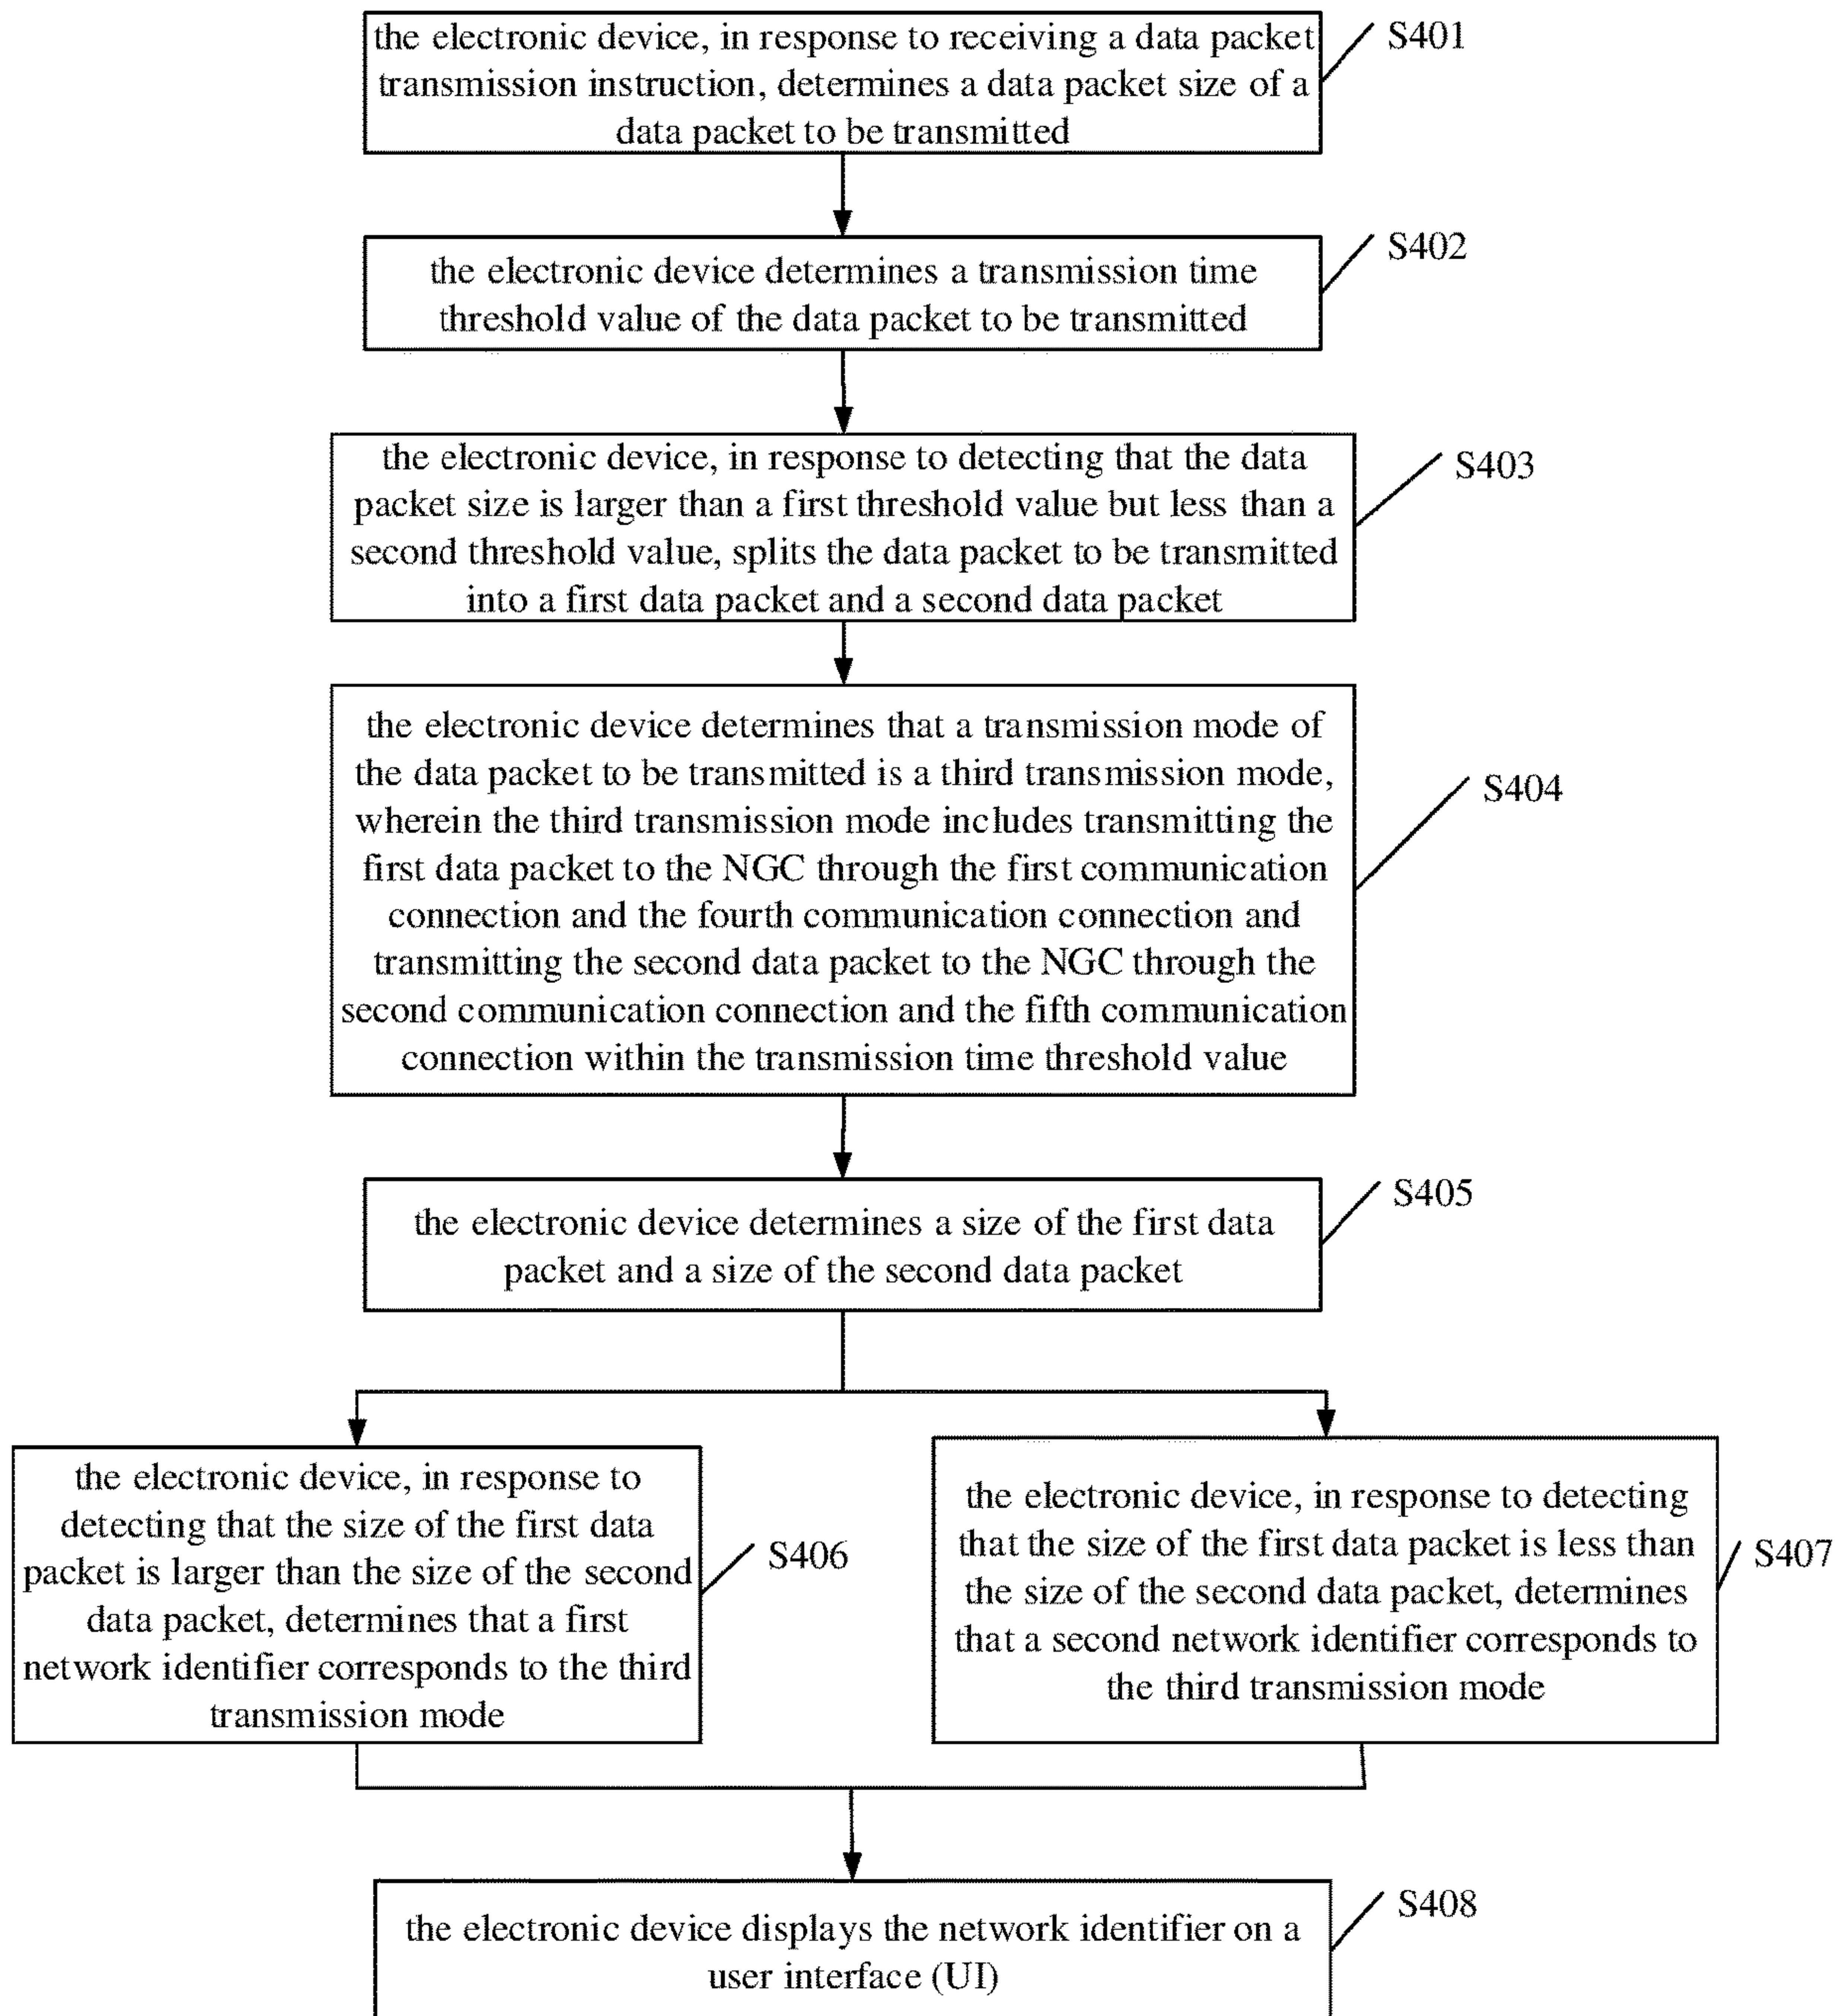 the electronic device, in response to receiving a data packet
transmission instruction, determines a data packet size of a
data packet to be transmitted
S401
the electronic device determines a transmission time
threshold value of the data packet to be transmitted
S402
the electronic device, in response to detecting that the data
packet size is larger than a first threshold value but less than a
second threshold value, splits the data packet to be transmitted
into a first data packet and a second data packet
S403
the electronic device determines that a transmission mode of
the data packet to be transmitted is a third transmission mode,
wherein the third transmission mode includes transmitting the
first data packet to the NGC through the first communication
connection and the fourth communication connection and
transmitting the second data packet to the NGC through the
second communication connection and the fifth communication
connection within the transmission time threshold value
S404
the electronic device determines a size of the first data
packet and a size of the second data packet
S405
the electronic device, in response to
detecting that the size of the first data
packet is larger than the size of the second
data packet, determines that a first
network identifier corresponds to the third
transmission mode
S406
the electronic device, in response to detecting
that the size of the first data packet is less than
the size of the second data packet, determines
that a second network identifier corresponds to
the third transmission mode
S407
the electronic device displays the network identifier on a
user interface (UI)
S408